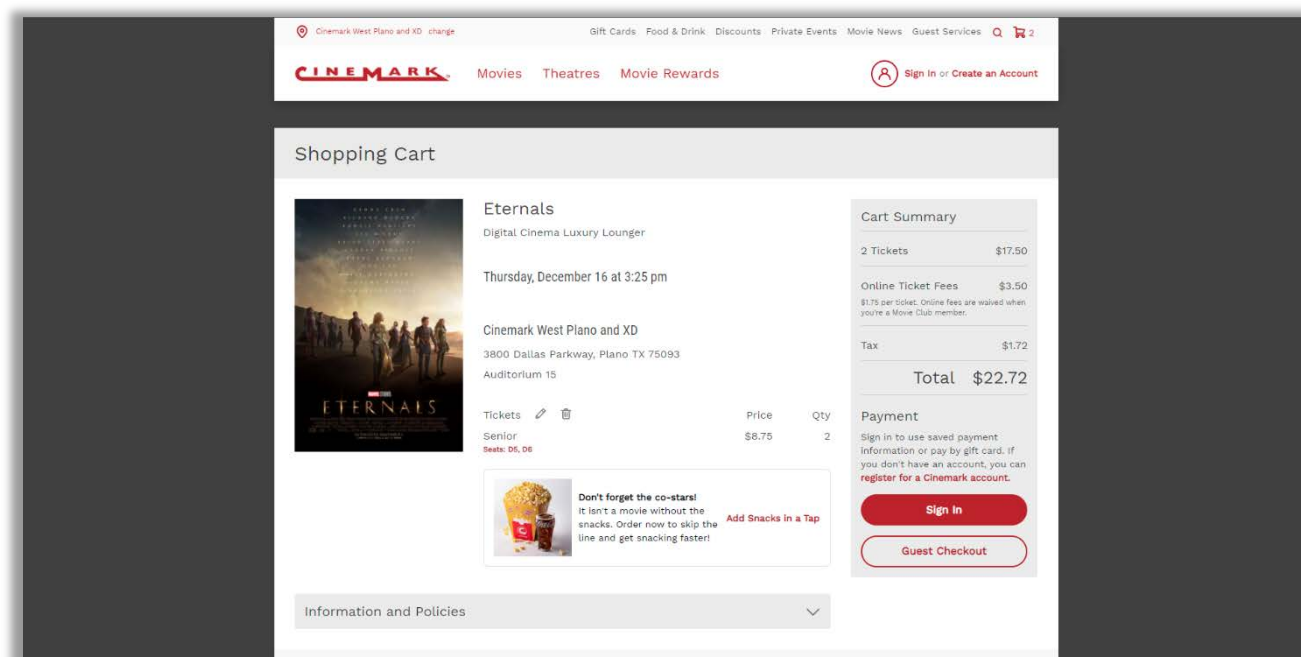 Cinemark West Plano and XD change
Gift Cards Food & Drink Discounts Private Events Movie News Guest Services 2
CINEMARK
Movies Theatres Movie Rewards
Sign In or Create an Account
Shopping Cart
ETERNALS
Eternals
Digital Cinema Luxury Lounger
Thursday, December 16 at 3:25 pm
Cinemark West Plano and XD
3800 Dallas Parkway, Plano TX 75093
Auditorium 15
Tickets Price Qty
Senior $8.75 2
Seats: D5, D6
Don't forget the co-stars!
It isn't a movie without the
snacks. Order now to skip the
line and get snacking faster!
Add Snacks in a Tap
Information and Policies
Cart Summary
2 Tickets $17.50
Online Ticket Fees $3.50
$1.75 per ticket. Online fees are waived when
you're a Movie Club member.
Tax $1.72
Total $22.72
Payment
Sign in to use saved payment
information or pay by gift card. If
you don't have an account, you can
register for a Cinemark account.
Sign In
Guest Checkout